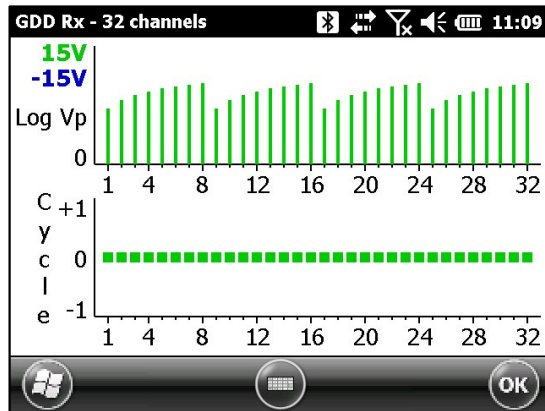 GDD Rx - 32 channels 11:09
15V
-15V
Log Vp
0
1 4 8 12 16 20 24 28 32
Cycle
+1
0
-1
1 4 8 12 16 20 24 28 32
OK